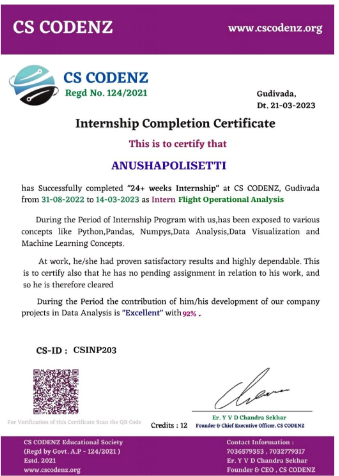 CS CODENZ
www.cscodenz.org
CS CODENZ
Regd No. 124/2021
Gudivada,
Dt. 21-03-2023
Internship Completion Certificate
This is to certify that
ANUSHAPOLISETTI
has Successfully completed "24+ weeks Internship" at CS CODENZ, Gudivada
from 31-08-2022 to 14-03-2023 as Intern Flight Operational Analysis
During the Period of Internship Program with us,has been exposed to various
concepts like Python,Pandas, Numpys,Data Analysis,Data Visualization and
Machine Learning Concepts.
At work, he/she had proven satisfactory results and highly dependable. This
is to certify also that he has no pending assignment in relation to his work, and
so he is therefore cleared
During the Period the contribution of him/his development of our company
projects in Data Analysis is "Excellent" with 92% .
CS-ID : CSINP203
For Verification of this Certificate Scan the QR Code
Credits : 12
Er. Y V D Chandra Sekhar
Founder & Chief Executive Officer, CS CODENZ
CS CODENZ Educational Society
(Regd by Govt. A.P - 124/2021 )
Estd. 2021
www.cscodenz.org
Contact Information :
7036579353 , 7032779317
Er. Y V D Chandra Sekhar
Founder & CEO , CS CODENZ